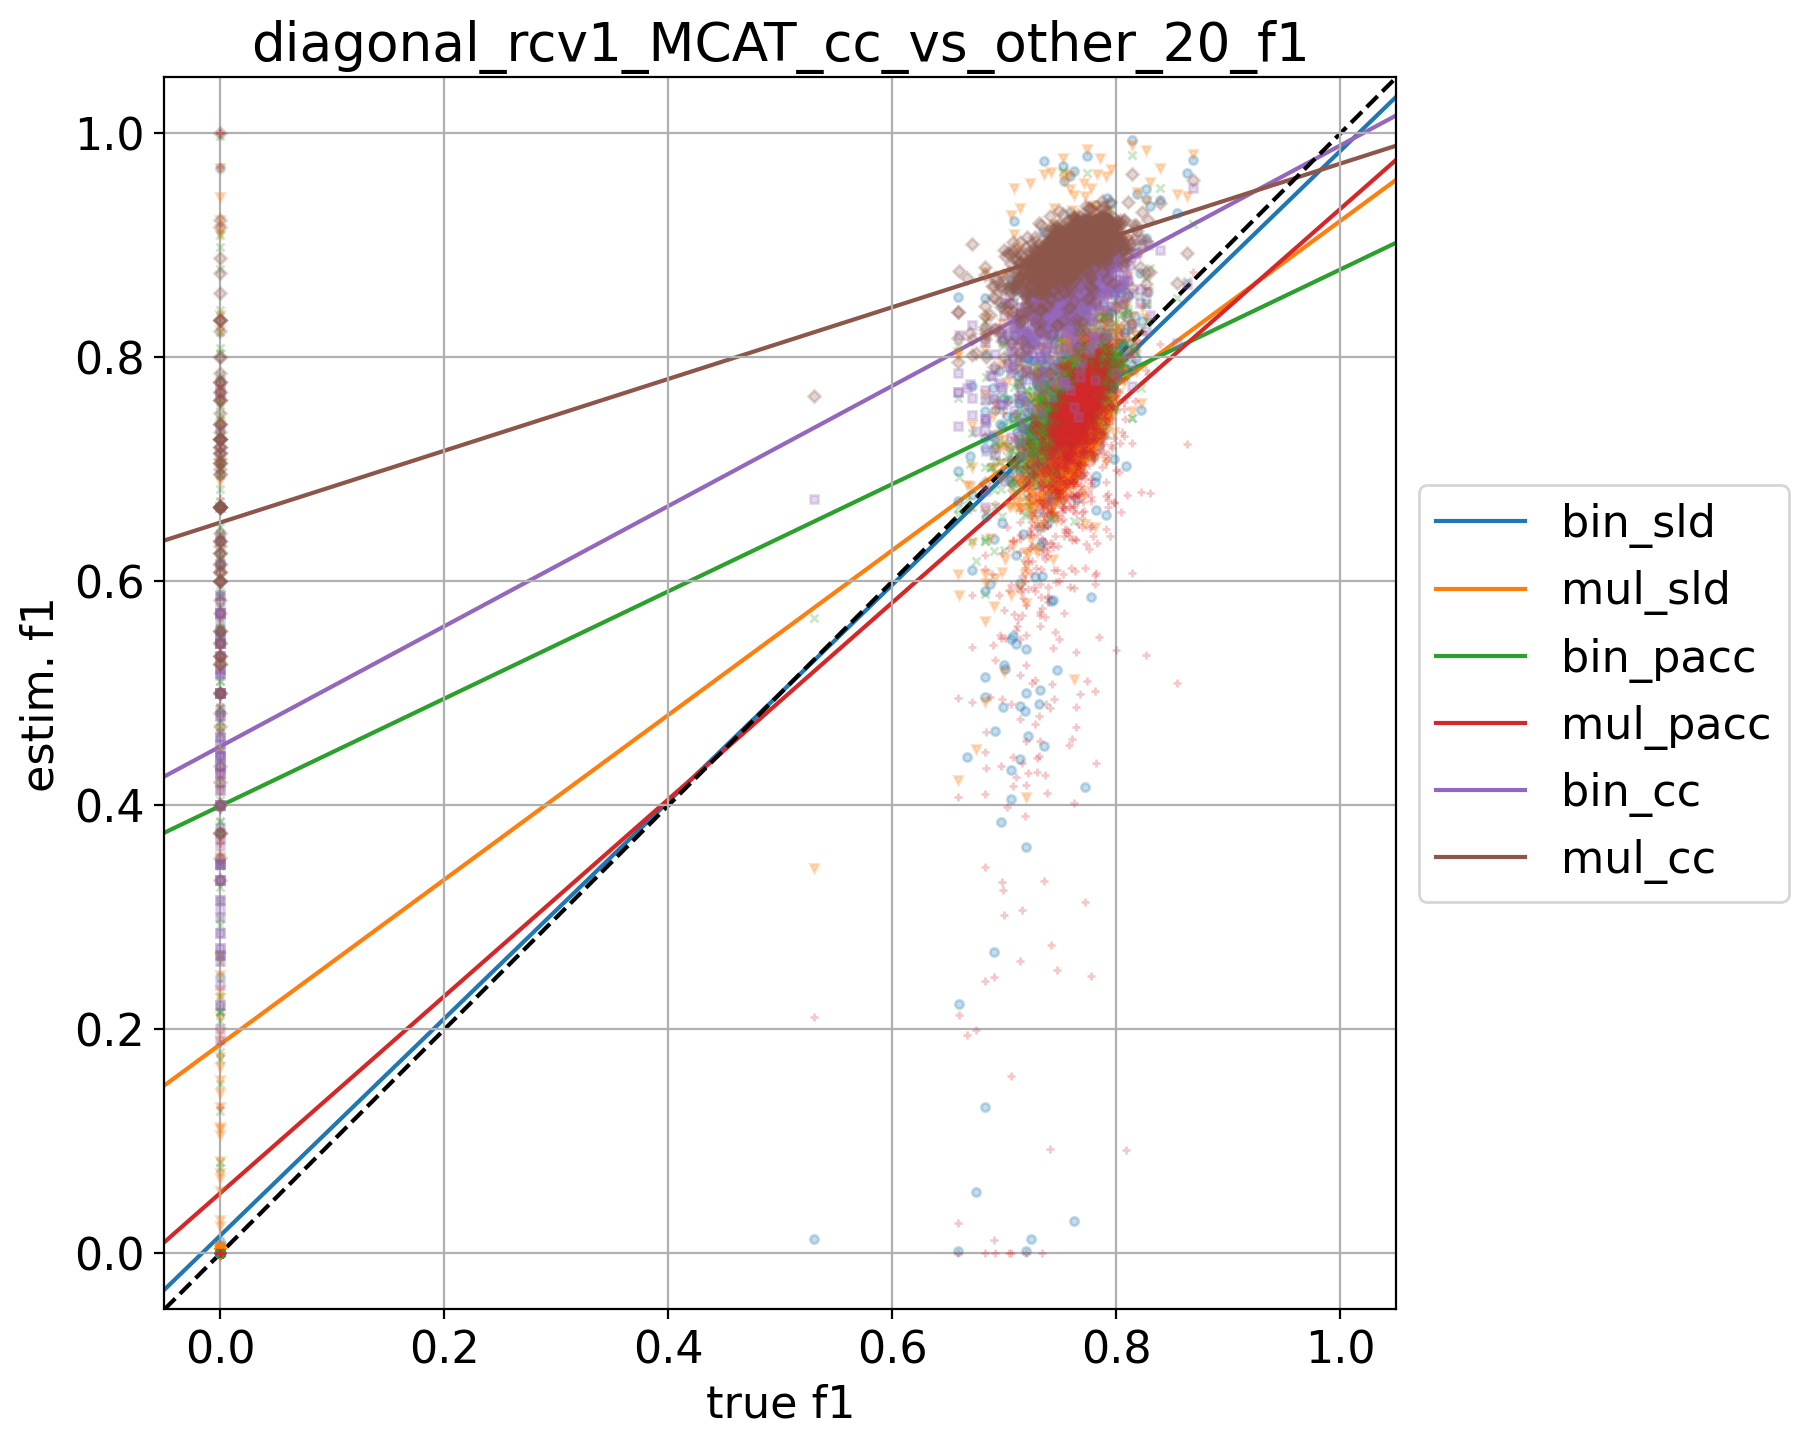 diagonal_rcv1_MCAT_cc_vs_other_20_f1
1.0
0.8
0.6
0.4
0.2
0.0
estim. f1
0.0 0.2 0.4 0.6 0.8 1.0
true f1
bin_sld
mul_sld
bin_pacc
mul_pacc
bin_cc
mul_cc